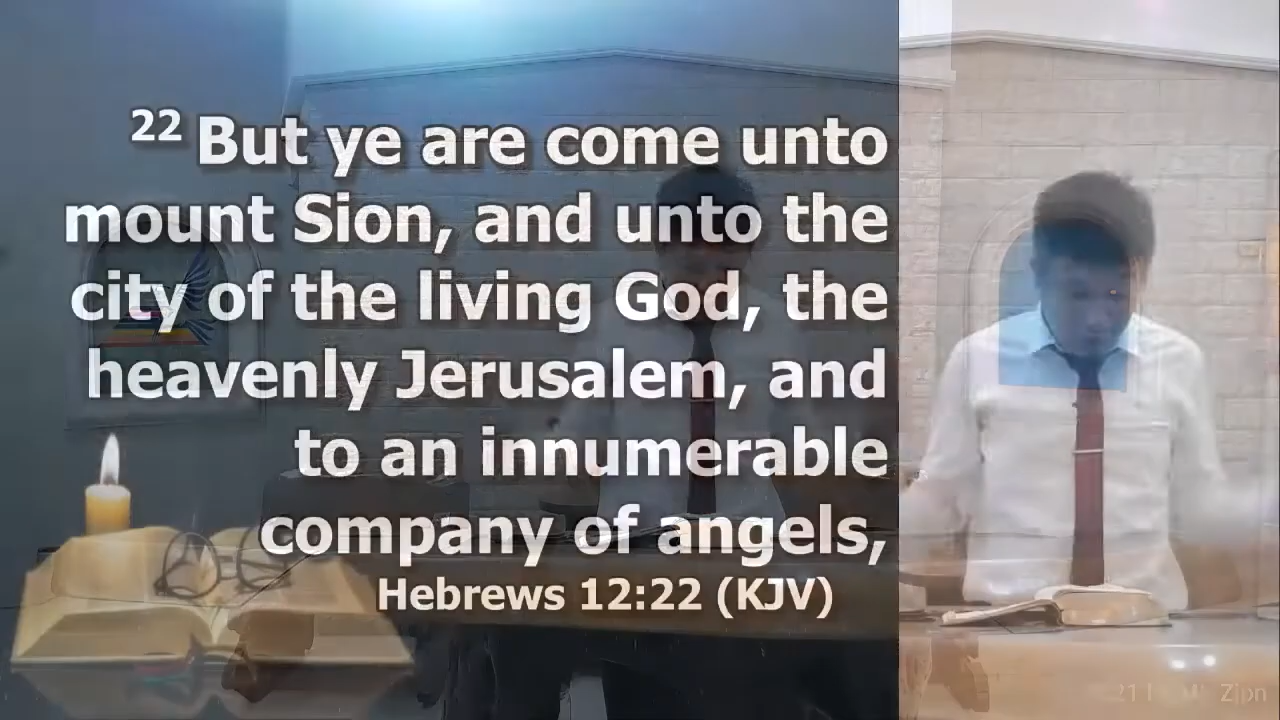 22 But ye are come unto
mount Sion, and unto the
city of the living God, the
heavenly Jerusalem, and
to an innumerable
company of angels,
Hebrews 12:22 (KJV)
Zjpn